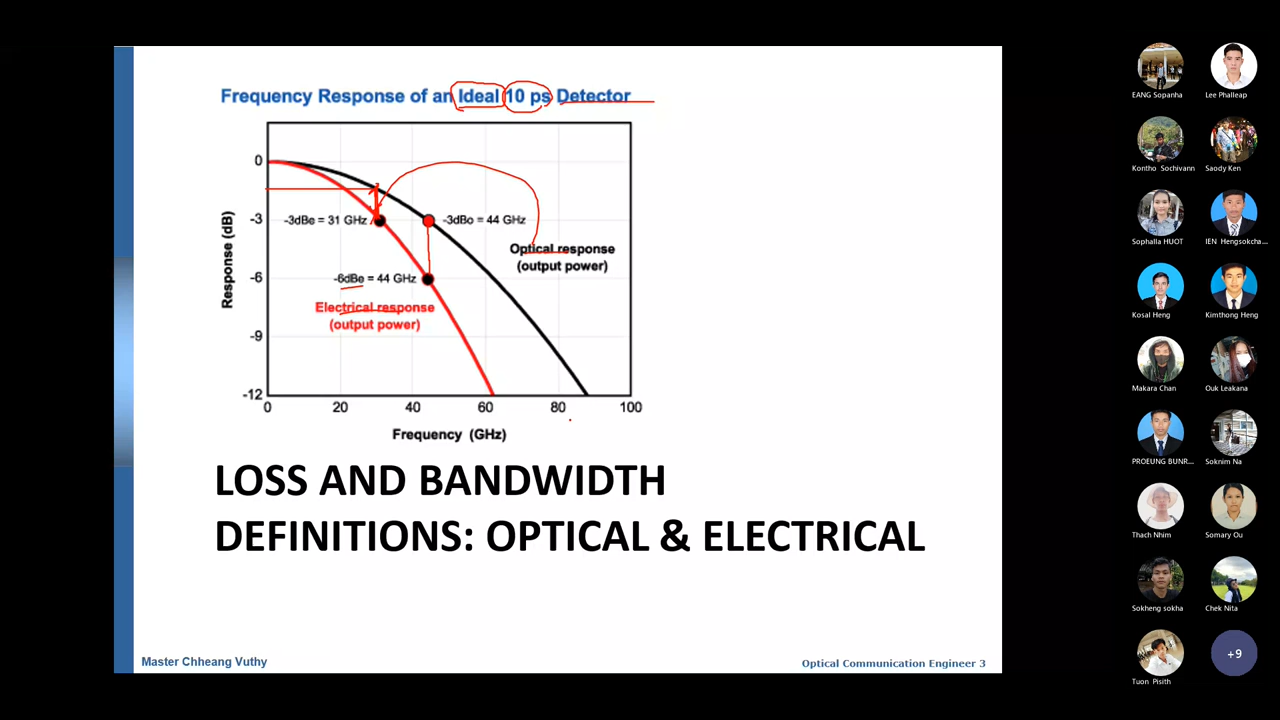 Frequency Response of an Ideal 10 ps Detector
0
-3
-6
-9
-12
Response (dB)
-3dBe = 31 GHz
-3dBo = 44 GHz
Optical response
(output power)
-6dBe = 44 GHz
Electrical response
(output power)
0 20 40 60 80 100
Frequency (GHz)
LOSS AND BANDWIDTH
DEFINITIONS: OPTICAL & ELECTRICAL
Master Chheang Vuthy
Optical Communication Engineer 3
EANG Sopanha
Lee Phalleap
Kontho Sochivann
Saody Ken
Sophalla HUOT
IEN Hengsokcha...
Kosal Heng
Kimthong Heng
Makara Chan
Ouk Leakana
PROEUNG BUNR...
Soknim Na
Thach Nhim
Somary Ou
Sokheng sokha
Chek Nita
Tuon Pisith
+9